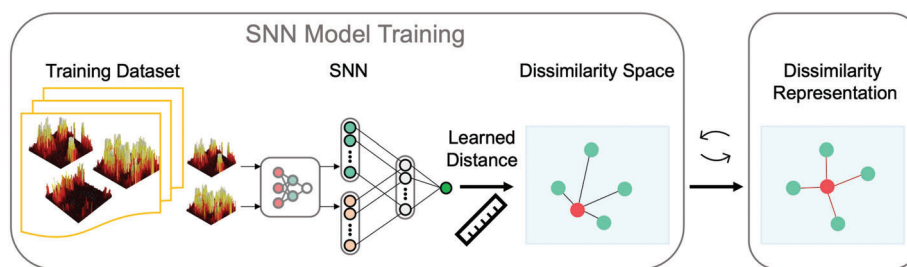 SNN Model Training
Training Dataset
SNN
Learned
Distance
Dissimilarity Space
Dissimilarity
Representation